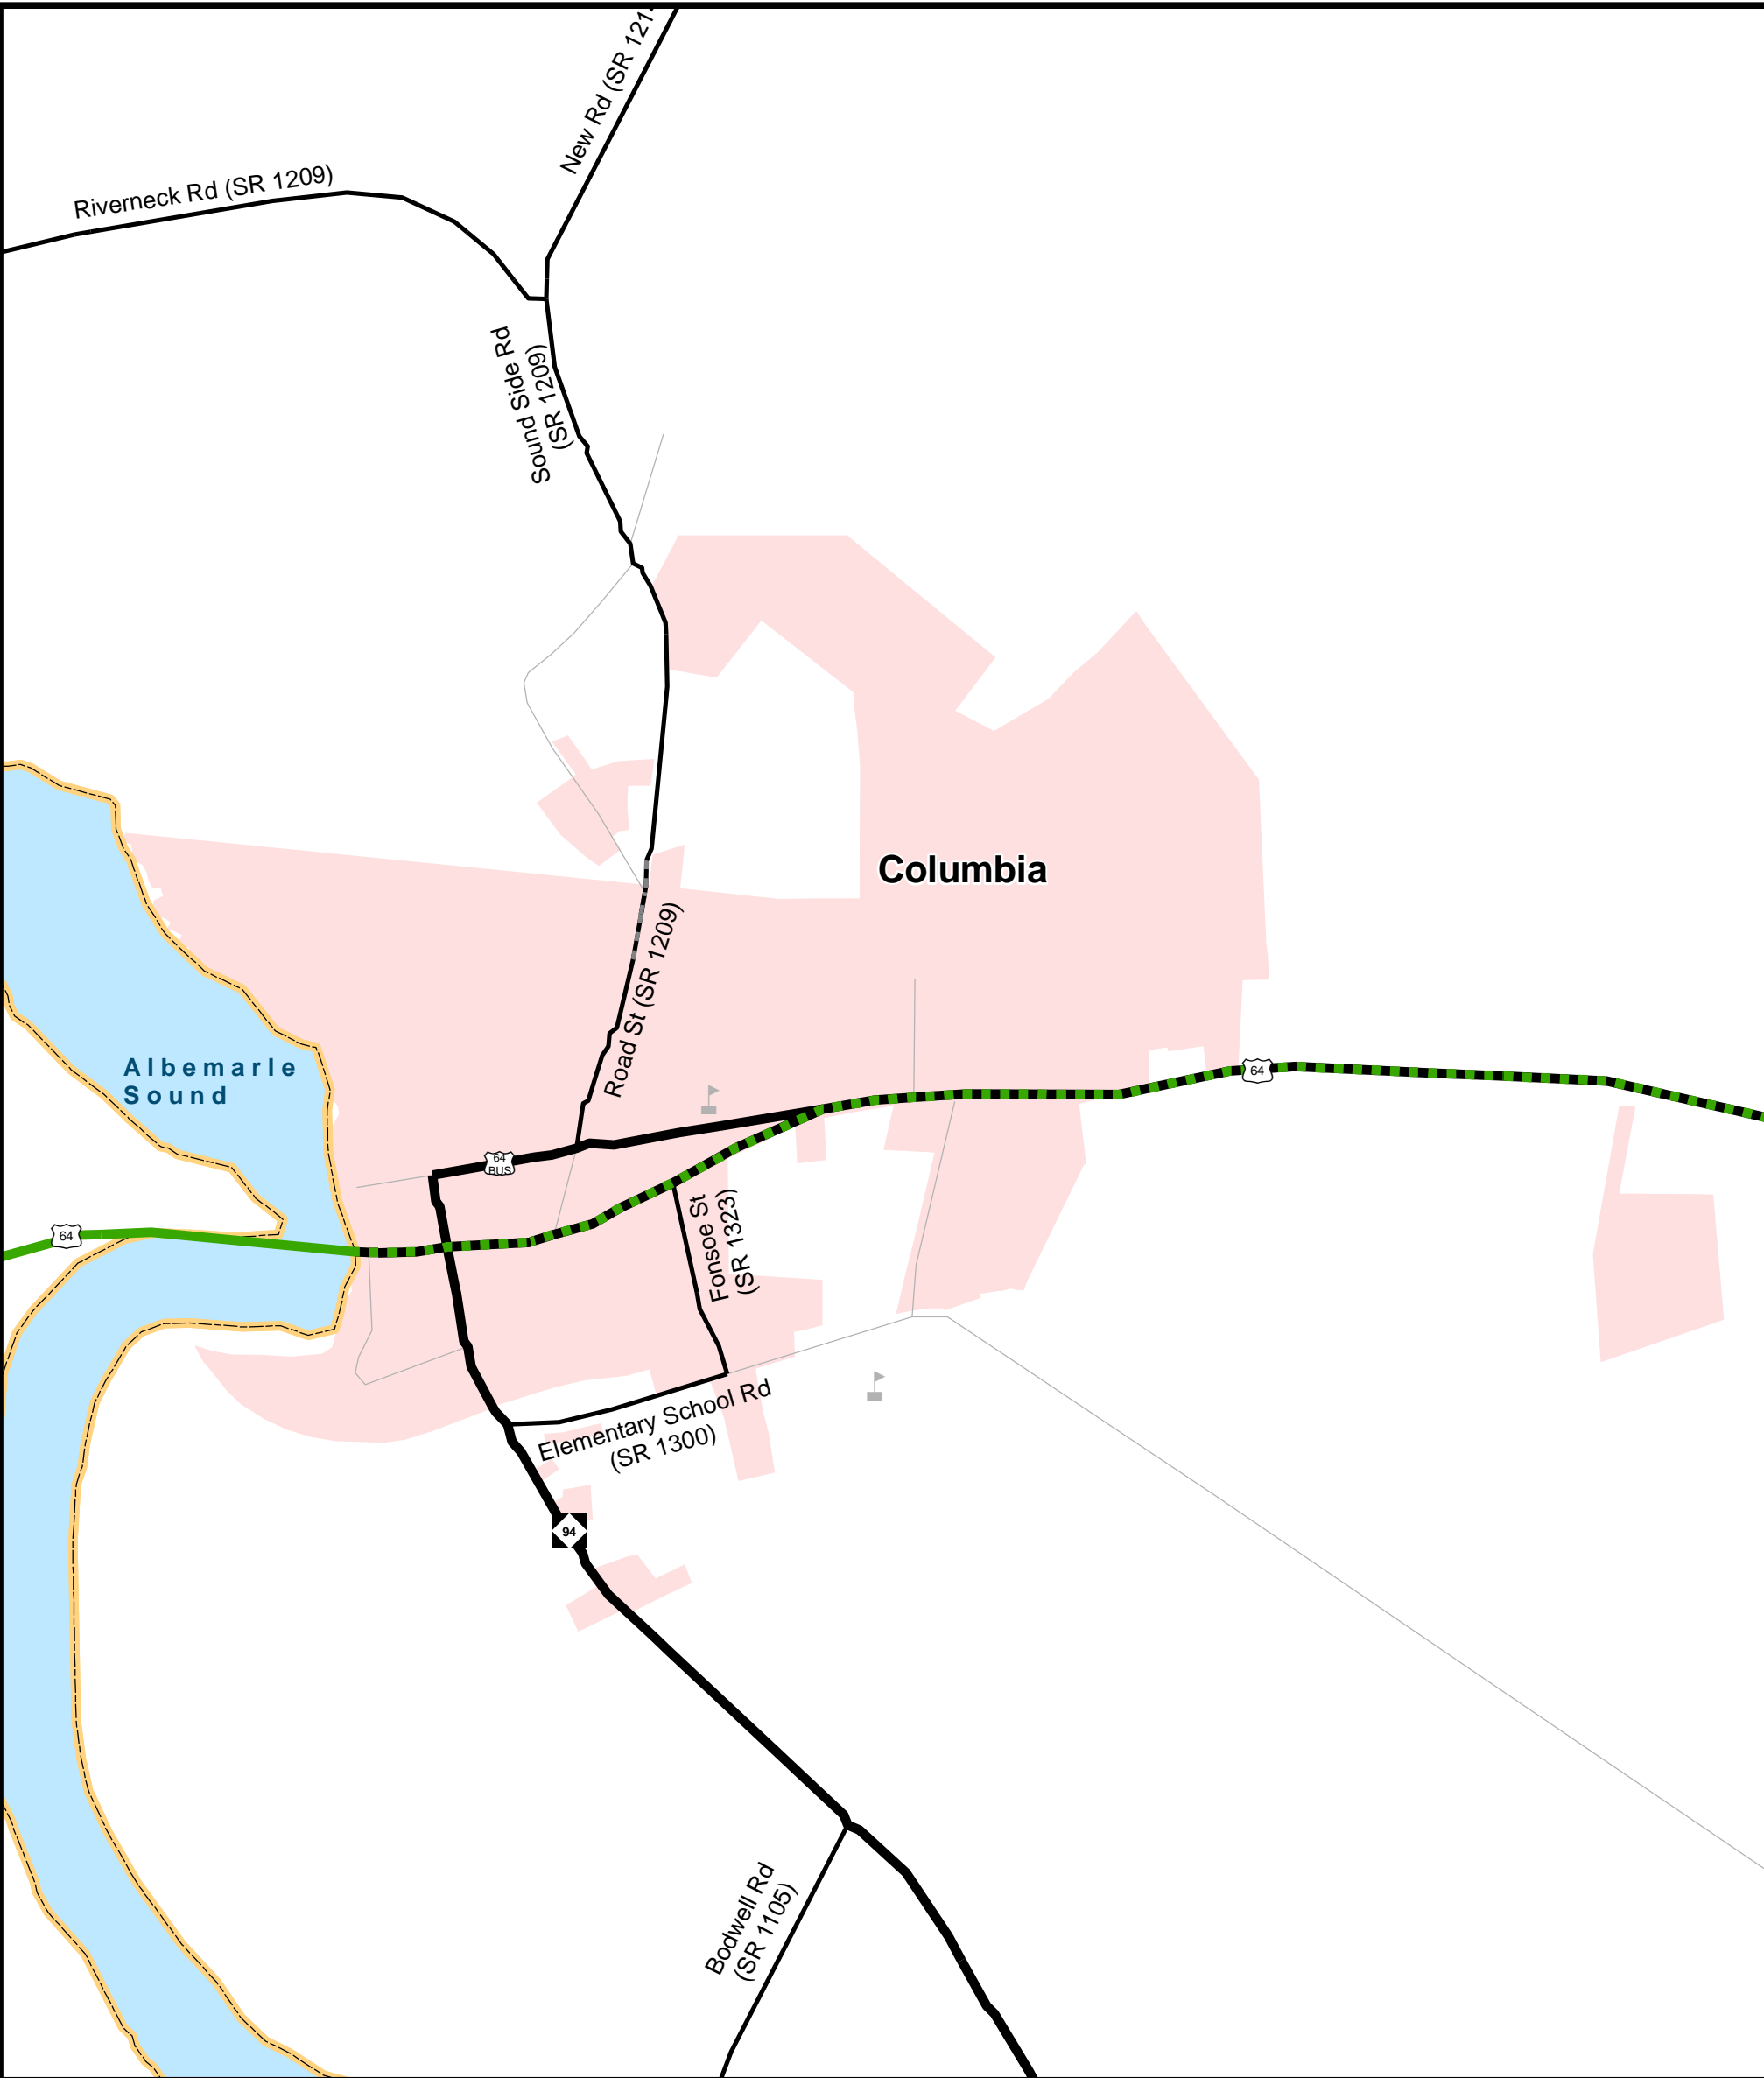 New Rd (SR 121
Riverneck Rd (SR 1209)
Sound Side Rd
(SR 1209)
Columbia
Road St (SR 1209)
Albemarle
Sound
64
64
BUS
64
Fonsoe St
(SR 1323)
Elementary School Rd
(SR 1300)
94
Bodwell Rd
(SR 1105)